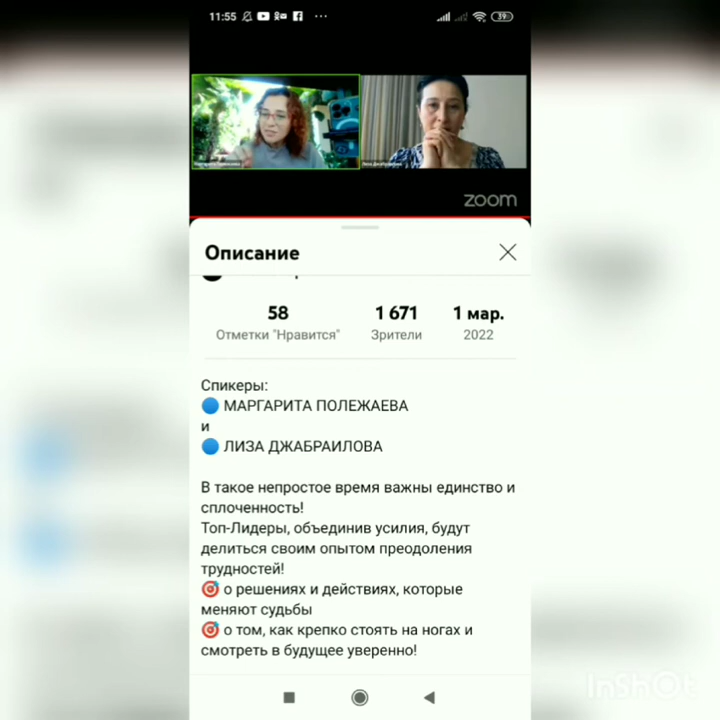 11:55
39
zoom
Описание
58
1 671
1 мар.
Отметки "Нравится"
Зрители
2022
Спикеры:
МАРГАРИТА ПОЛЕЖАЕВА
и
ЛИЗА ДЖАБРАИЛОВА
В такое непростое время важны единство и
сплоченность!
Топ-Лидеры, объединив усилия, будут
делиться своим опытом преодоления
трудностей!
о решениях и действиях, которые
меняют судьбы
о том, как крепко стоять на ногах и
смотреть в будущее уверенно!
InShOt